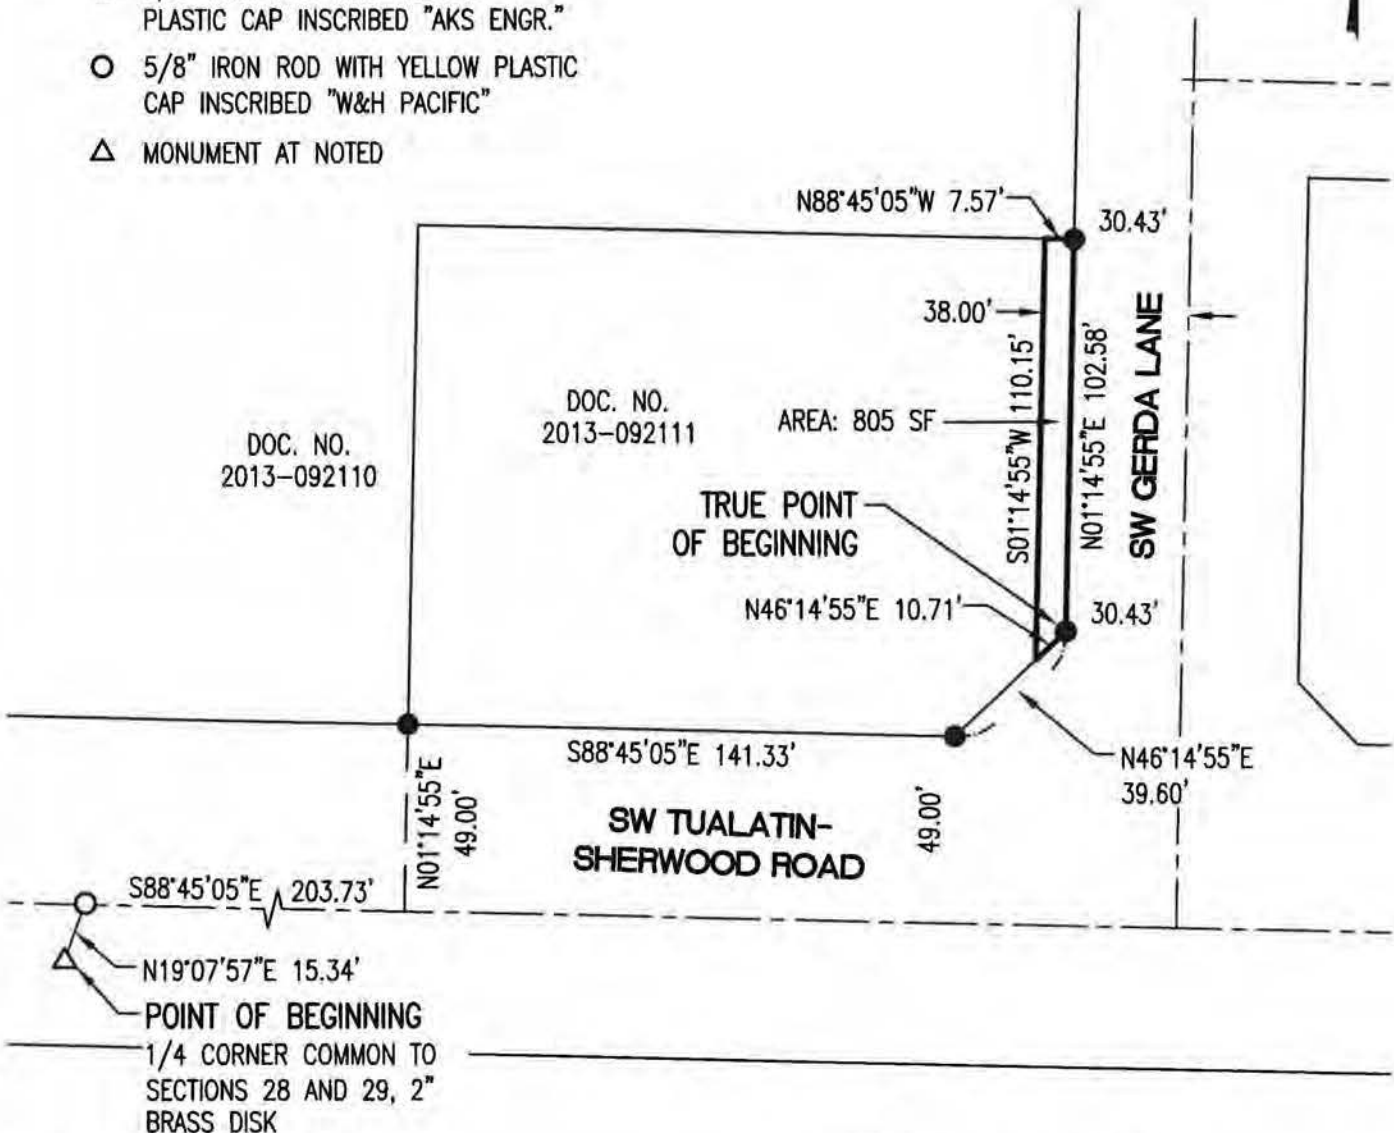 PLASTIC CAP INSCRIBED "AKS ENGR."
5/8" IRON ROD WITH YELLOW PLASTIC
CAP INSCRIBED "W&H PACIFIC"
MONUMENT AT NOTED
N88°45'05"W 7.57'
30.43'
38.00'
S01°14'55"W 110.15'
N01°14'55"E 102.58'
SW GERDA LANE
DOC. NO.
2013-092111
AREA: 805 SF
DOC. NO.
2013-092110
TRUE POINT
OF BEGINNING
N46°14'55"E 10.71'
30.43'
S88°45'05"E 141.33'
N46°14'55"E
39.60'
N01°14'55"E
49.00'
49.00'
SW TUALATIN-
SHERWOOD ROAD
S88°45'05"E 203.73'
N19°07'57"E 15.34'
POINT OF BEGINNING
1/4 CORNER COMMON TO
SECTIONS 28 AND 29, 2"
BRASS DISK